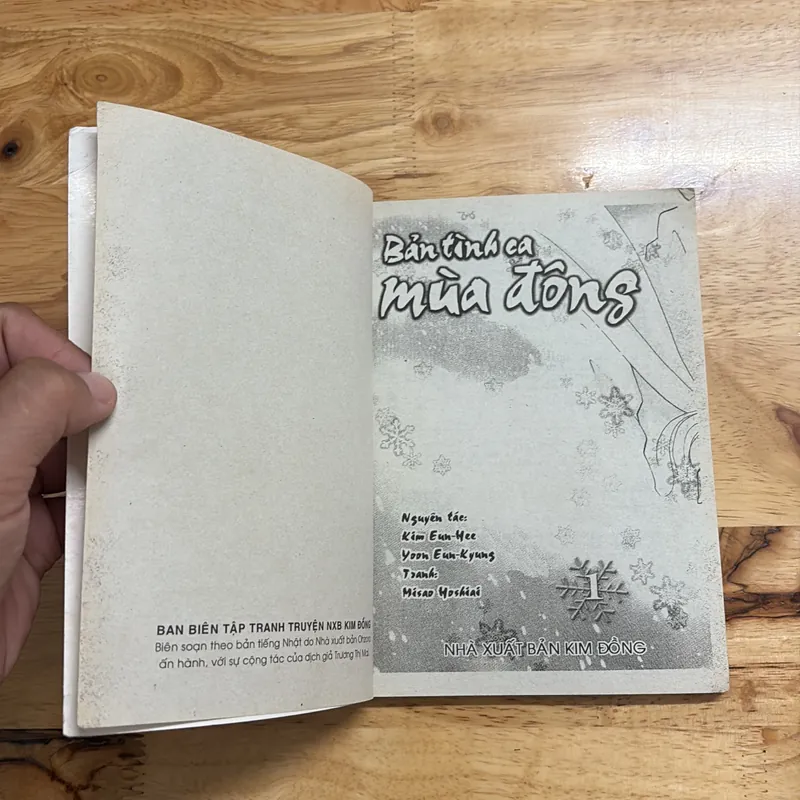 BAN BIÊN TẬP TRANH TRUYỆN NXB KIM ĐỒNG
Biên soạn theo bản tiếng Nhật do Nhà xuất bản Ohzora
ấn hành, với sự cộng tác của dịch giả Trương Thị Mai
Bản tình ca
mùa đông
Nguyên tác:
Kim Eun-Hee
Yoon Eun-Kyung
Tranh:
Misao Hoshiai
1
NHÀ XUẤT BẢN KIM ĐỒNG